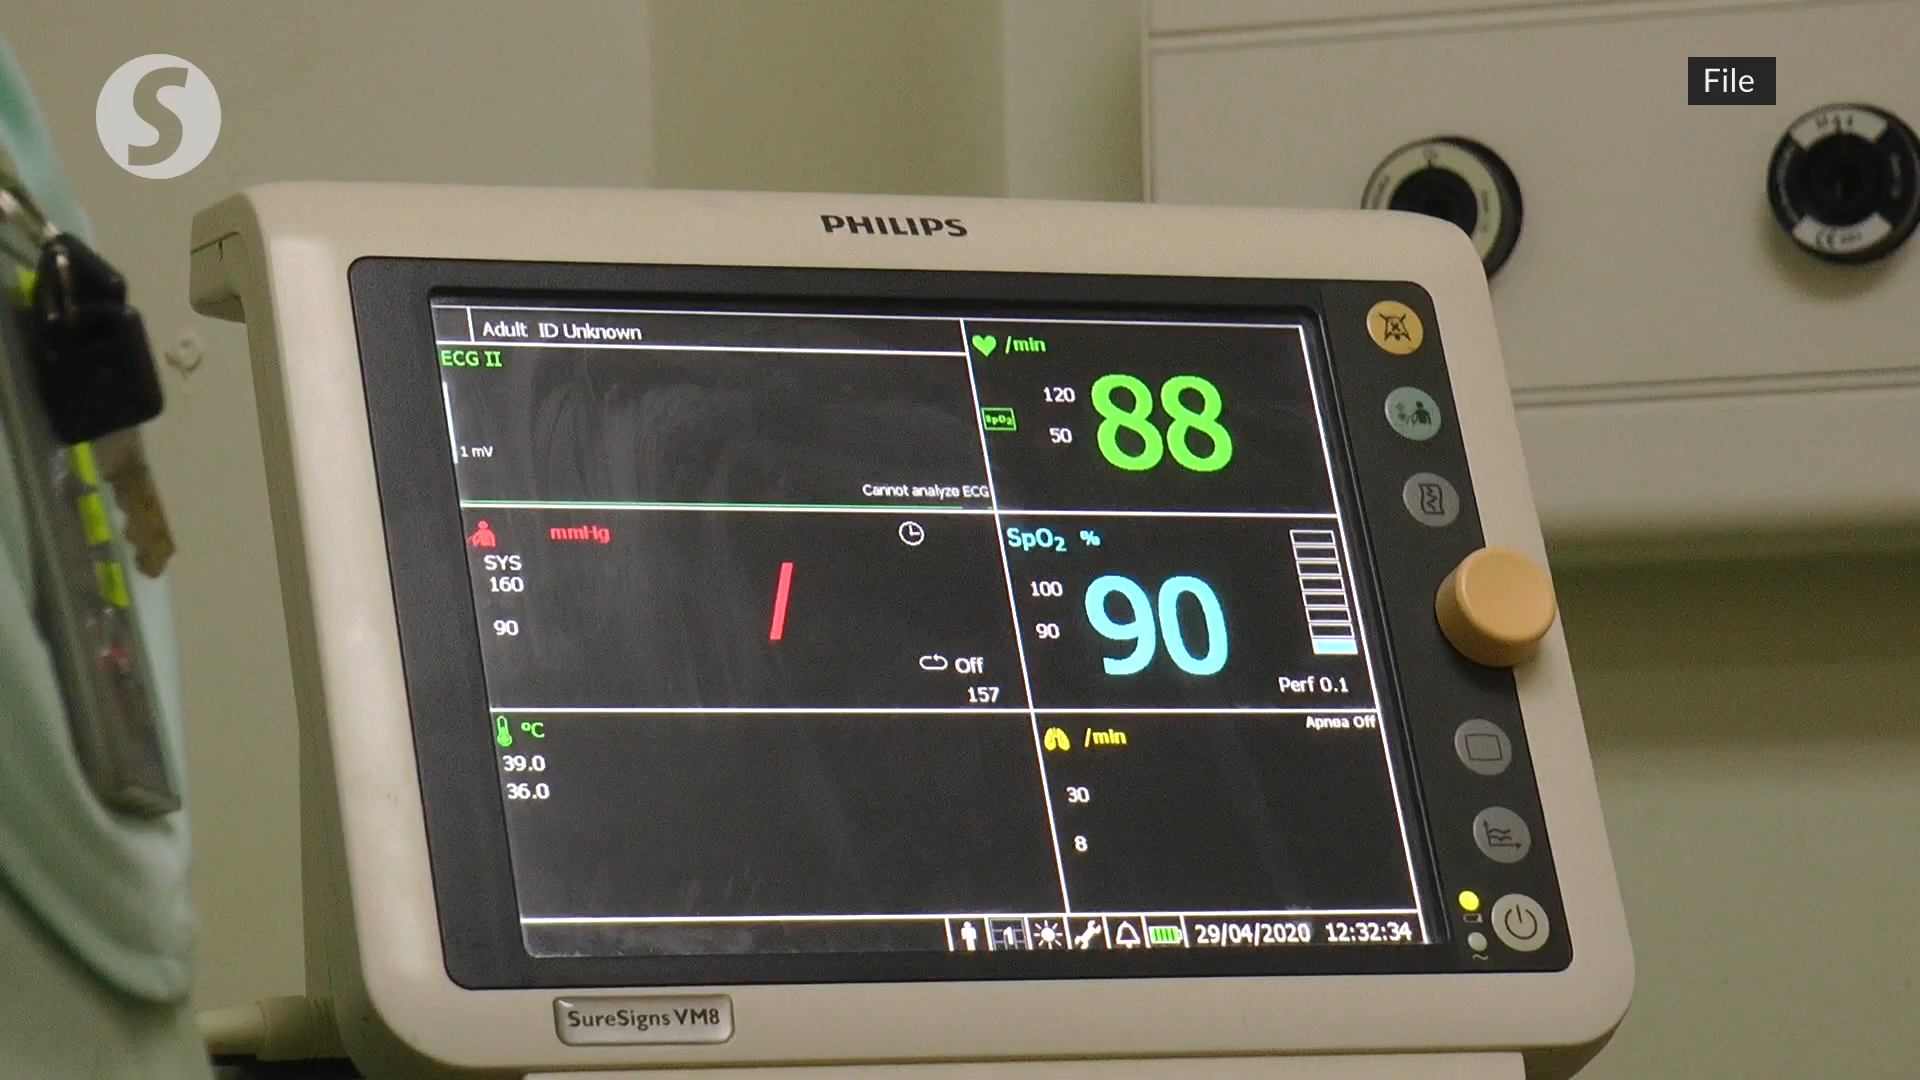 S
File
PHILIPS
Adult ID Unknown
ECG II
1 mV
Cannot analyze ECG
/min
120
50
SpO₂
88
mmHg
SYS
160
90
/
Off
157
SpO₂ %
100
90
90
Perf 0.1
°C
39.0
36.0
/min
Apnea Off
30
8
1
29/04/2020 12:32:34
SureSigns VM8